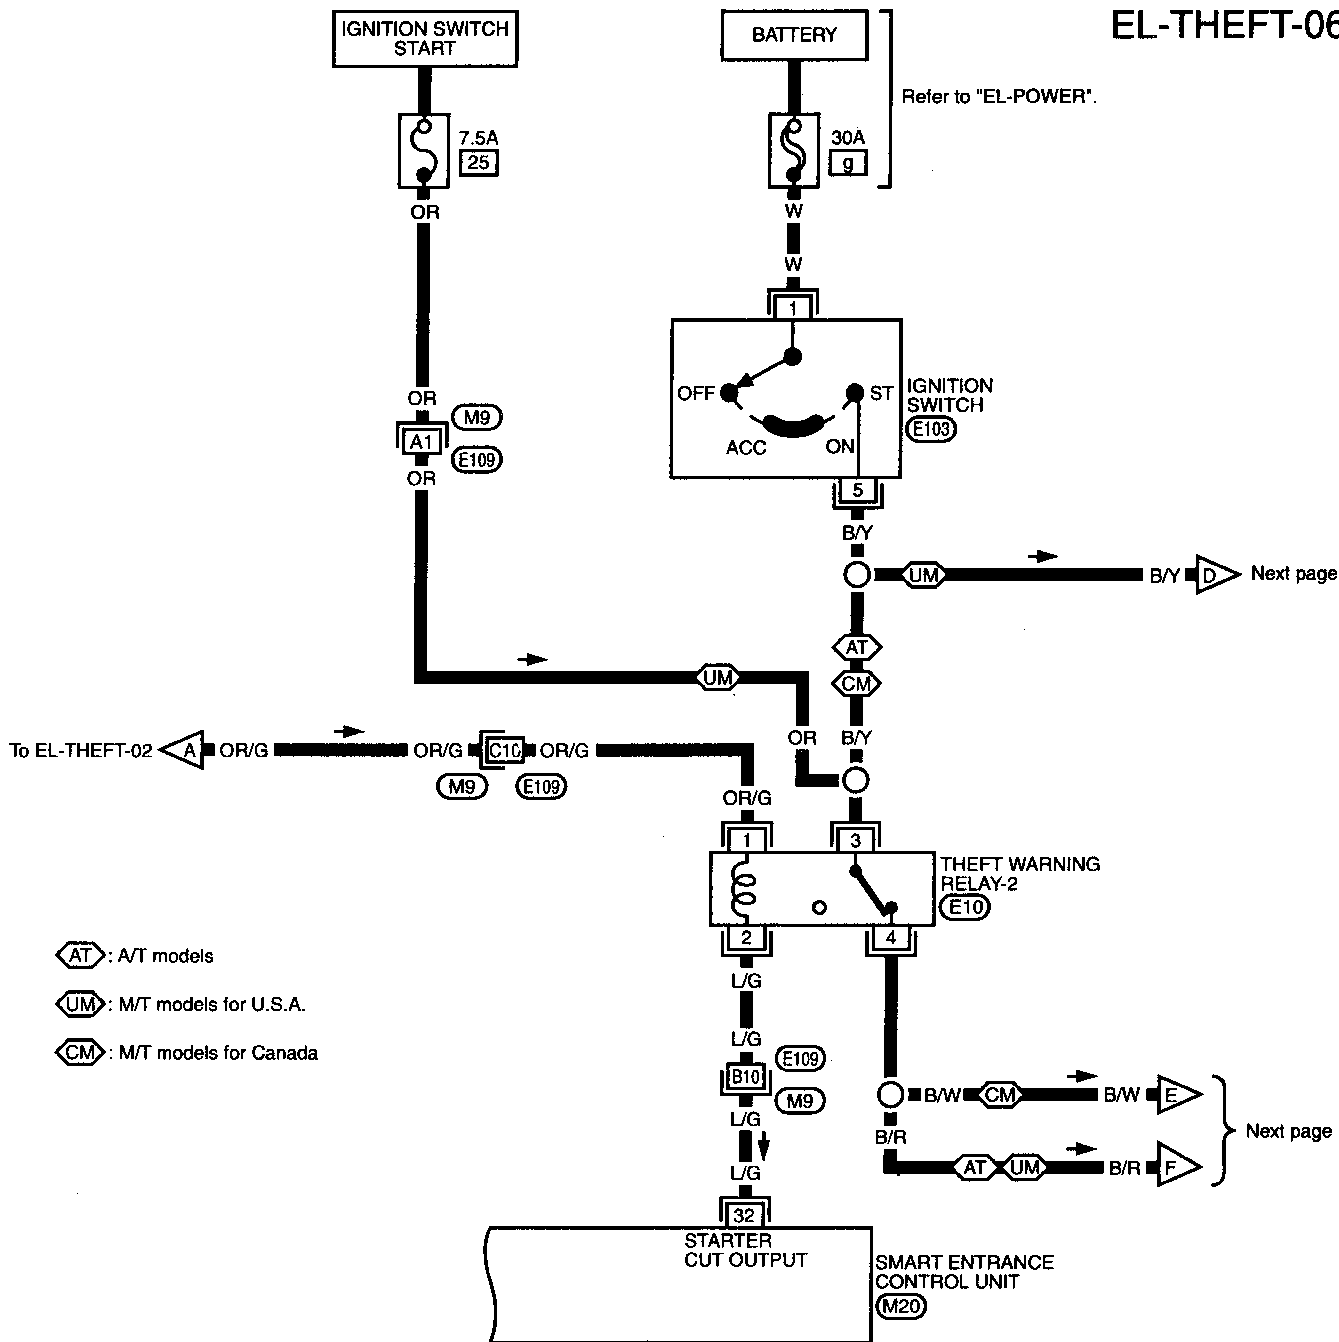 EL-THEFT-06
IGNITION SWITCH
START
BATTERY
Refer to "EL-POWER".
7.5A
25
30A
g
OR
W
W
1
OFF
ST
ACC
ON
IGNITION
SWITCH
E103
OR
M9
A1
E109
OR
5
B/Y
UM
B/Y
D
Next page
AT
CM
UM
OR
B/Y
To EL-THEFT-02
A
OR/G
OR/G
C10
OR/G
M9
E109
OR/G
1
3
THEFT WARNING
RELAY-2
E10
2
4
AT : A/T models
UM : M/T models for U.S.A.
CM : M/T models for Canada
L/G
L/G
E109
B10
M9
L/G
L/G
B/W
CM
B/W
E
B/R
AT
UM
B/R
F
Next page
32
STARTER
CUT OUTPUT
SMART ENTRANCE
CONTROL UNIT
M20